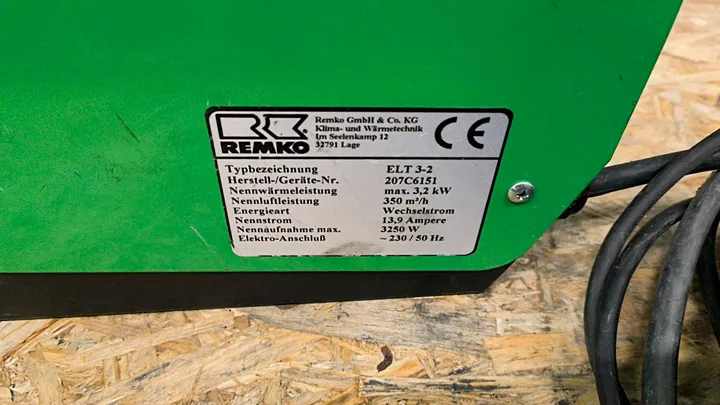 REMKO
Remko GmbH & Co. KG
Klima- und Wärmetechnik
Im Seelenkamp 12
32791 Lage
CE
Typbezeichnung ELT 3-2
Herstell-/Geräte-Nr. 207C6151
Nennwärmeleistung max. 3,2 kW
Nennluftleistung 350 m³/h
Energieart Wechselstrom
Nennstrom 13,9 Ampere
Nennaufnahme max. 3250 W
Elektro-Anschluß ~ 230 / 50 Hz